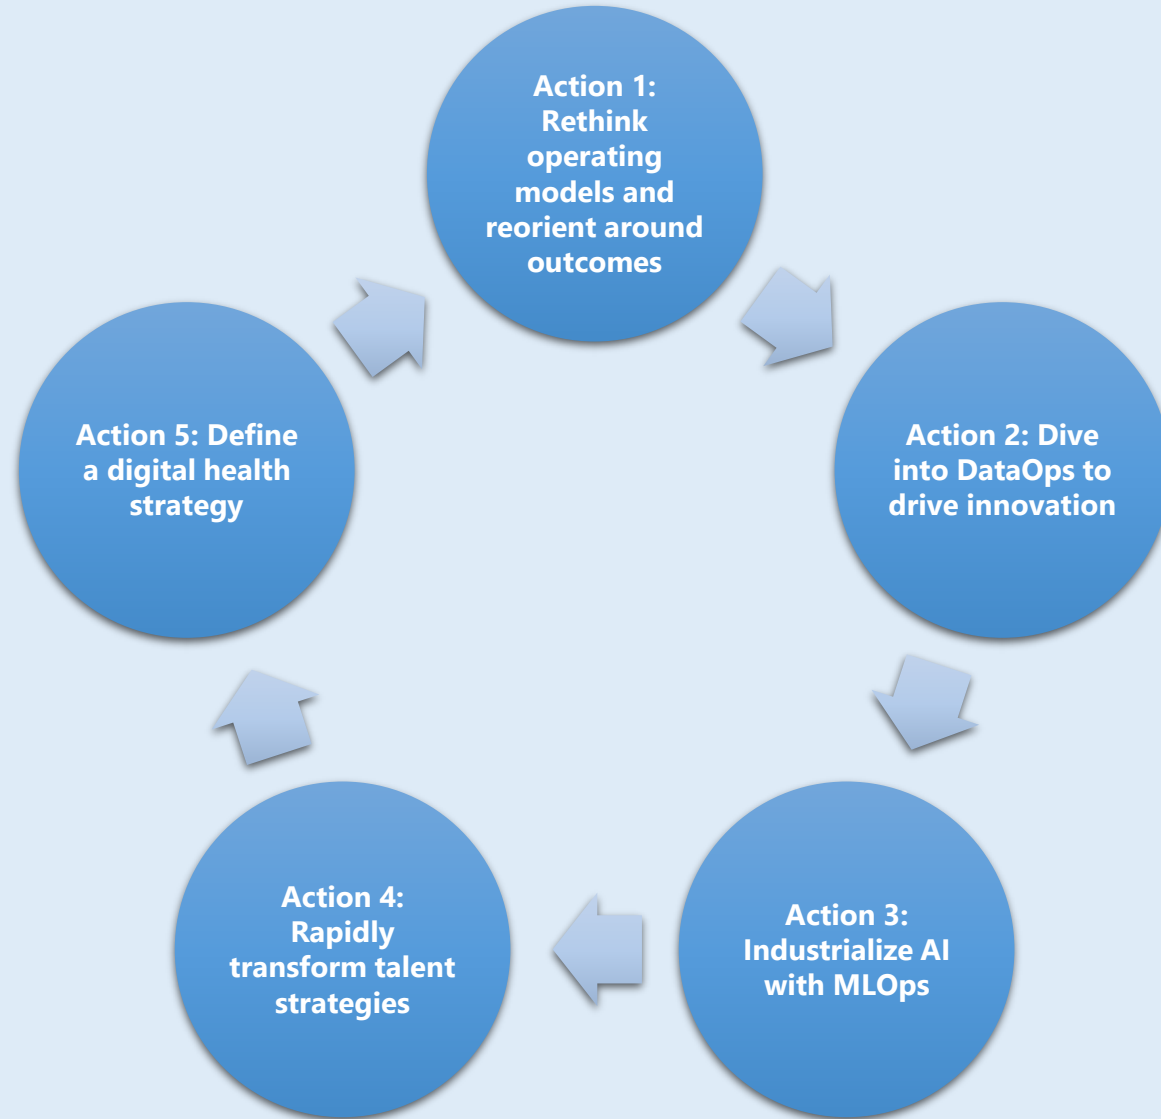 Action 1:
Rethink
operating
models and
reorient around
outcomes
Action 2: Dive
into DataOps to
drive innovation
Action 3:
Industrialize AI
with MLOps
Action 4:
Rapidly
transform talent
strategies
Action 5: Define
a digital health
strategy